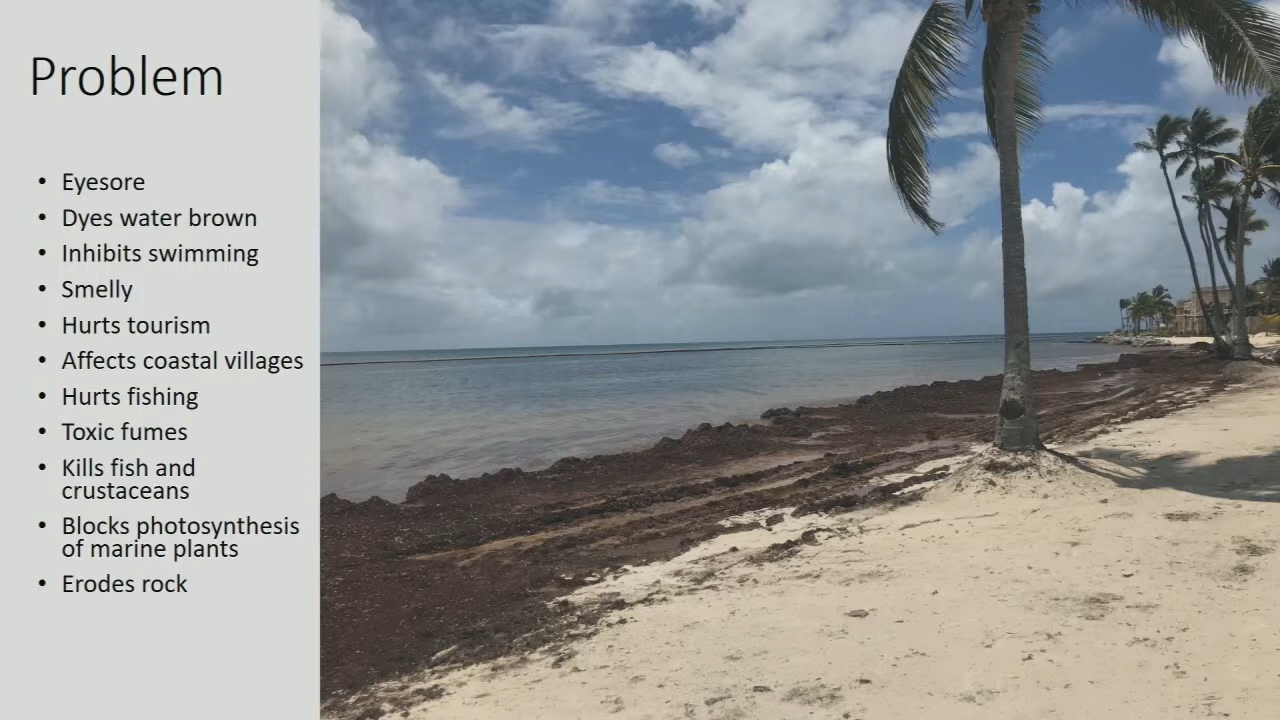 Problem
• Eyesore
• Dyes water brown
• Inhibits swimming
• Smelly
• Hurts tourism
• Affects coastal villages
• Hurts fishing
• Toxic fumes
• Kills fish and
crustaceans
• Blocks photosynthesis
of marine plants
• Erodes rock